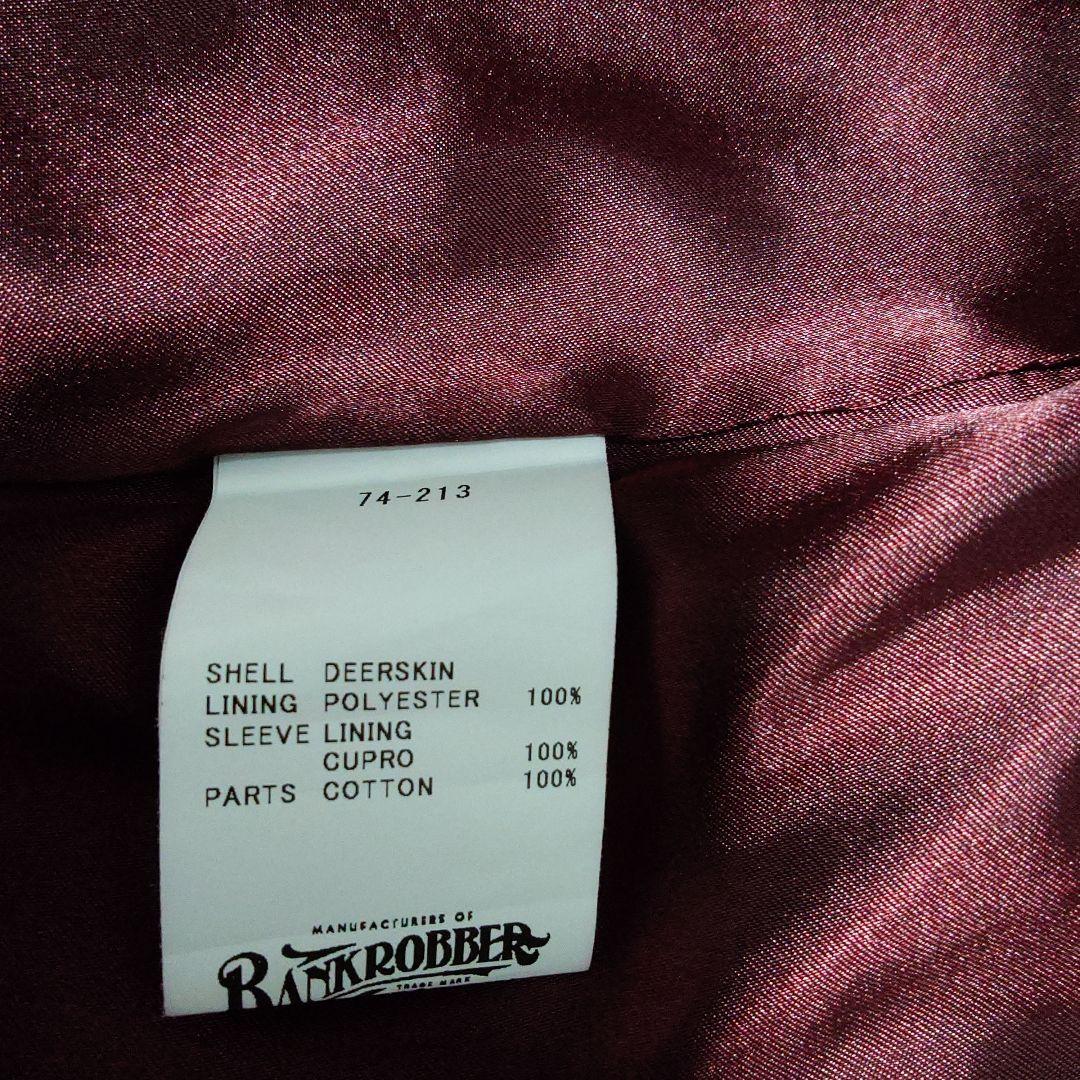 74-213
SHELL DEERSKIN
LINING POLYESTER 100%
SLEEVE LINING
CUPRO 100%
PARTS COTTON 100%
MANUFACTURERS OF
BANKROBBER
TRADE MARK